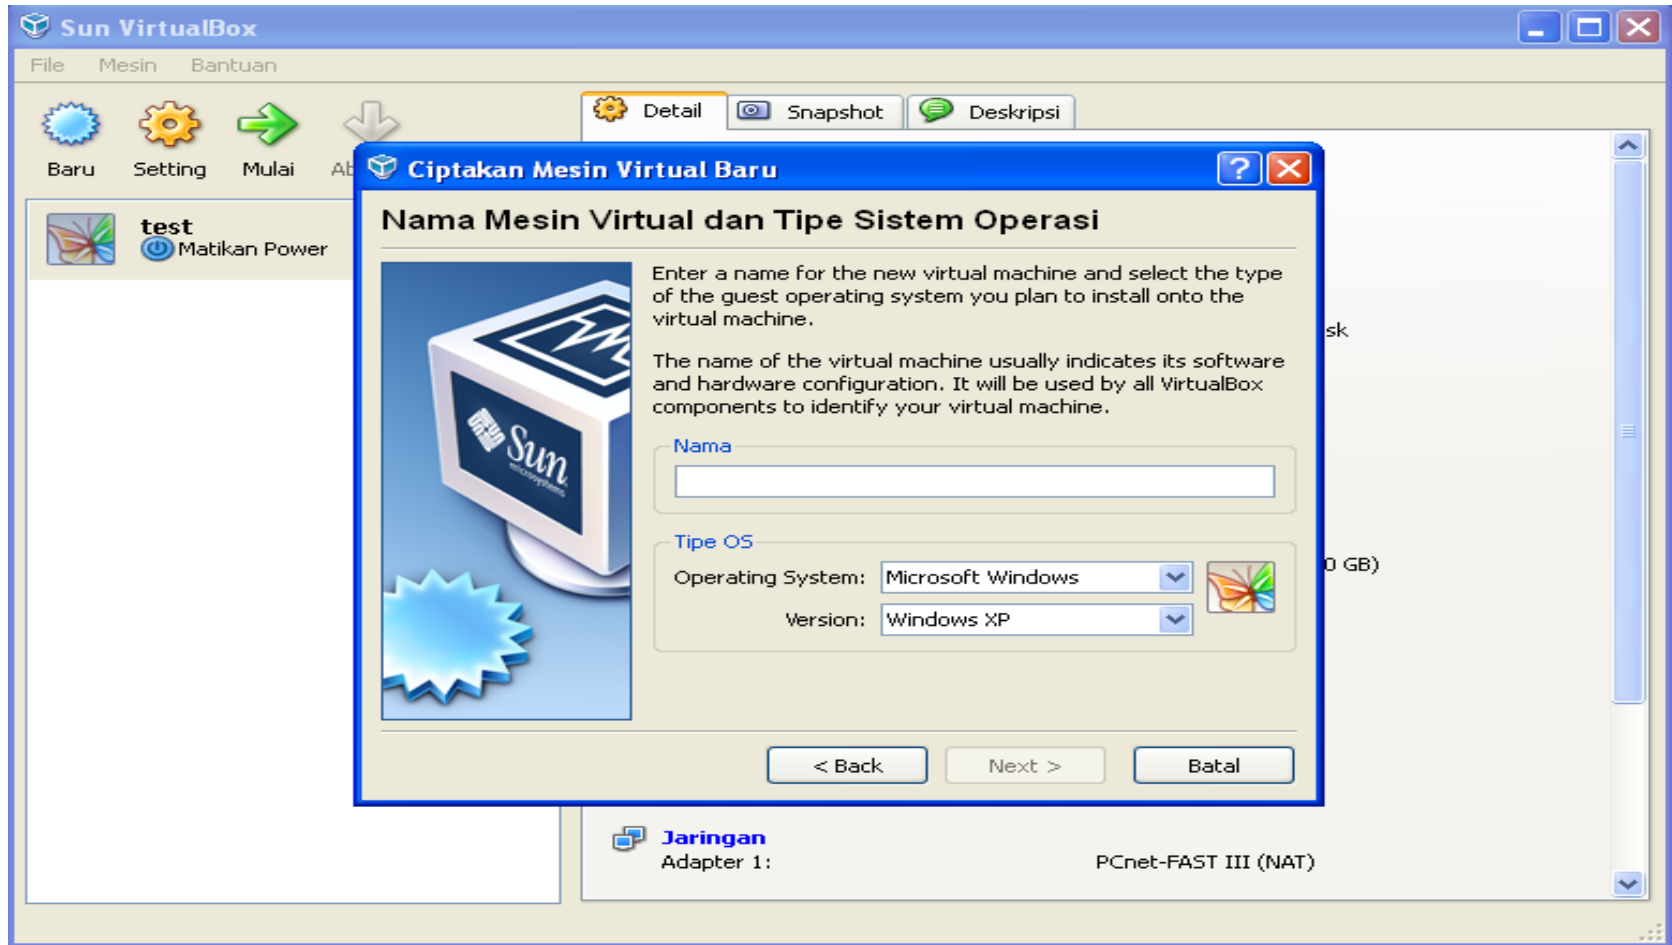 Sun VirtualBox
File Mesin Bantuan
Baru Setting Mulai
Detail Snapshot Deskripsi
test
Matikan Power
Ciptakan Mesin Virtual Baru
Nama Mesin Virtual dan Tipe Sistem Operasi
Enter a name for the new virtual machine and select the type
of the guest operating system you plan to install onto the
virtual machine.
The name of the virtual machine usually indicates its software
and hardware configuration. It will be used by all VirtualBox
components to identify your virtual machine.
Sun
microsystems
Nama
Tipe OS
Operating System: Microsoft Windows
Version: Windows XP
< Back Next > Batal
sk
0 GB)
Jaringan
Adapter 1: PCnet-FAST III (NAT)